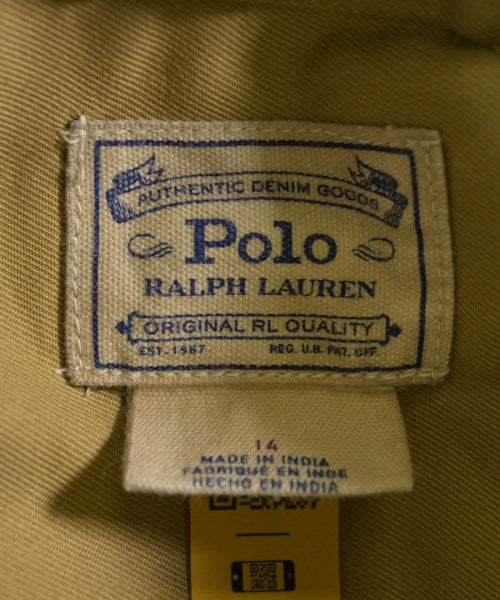 AUTHENTIC DENIM GOODS
Polo
RALPH LAUREN
ORIGINAL RL QUALITY
EST. 1967 REG. U.S. PAT. OFF.
14
MADE IN INDIA
FABRIQUÉ EN INDE
HECHO EN INDIA